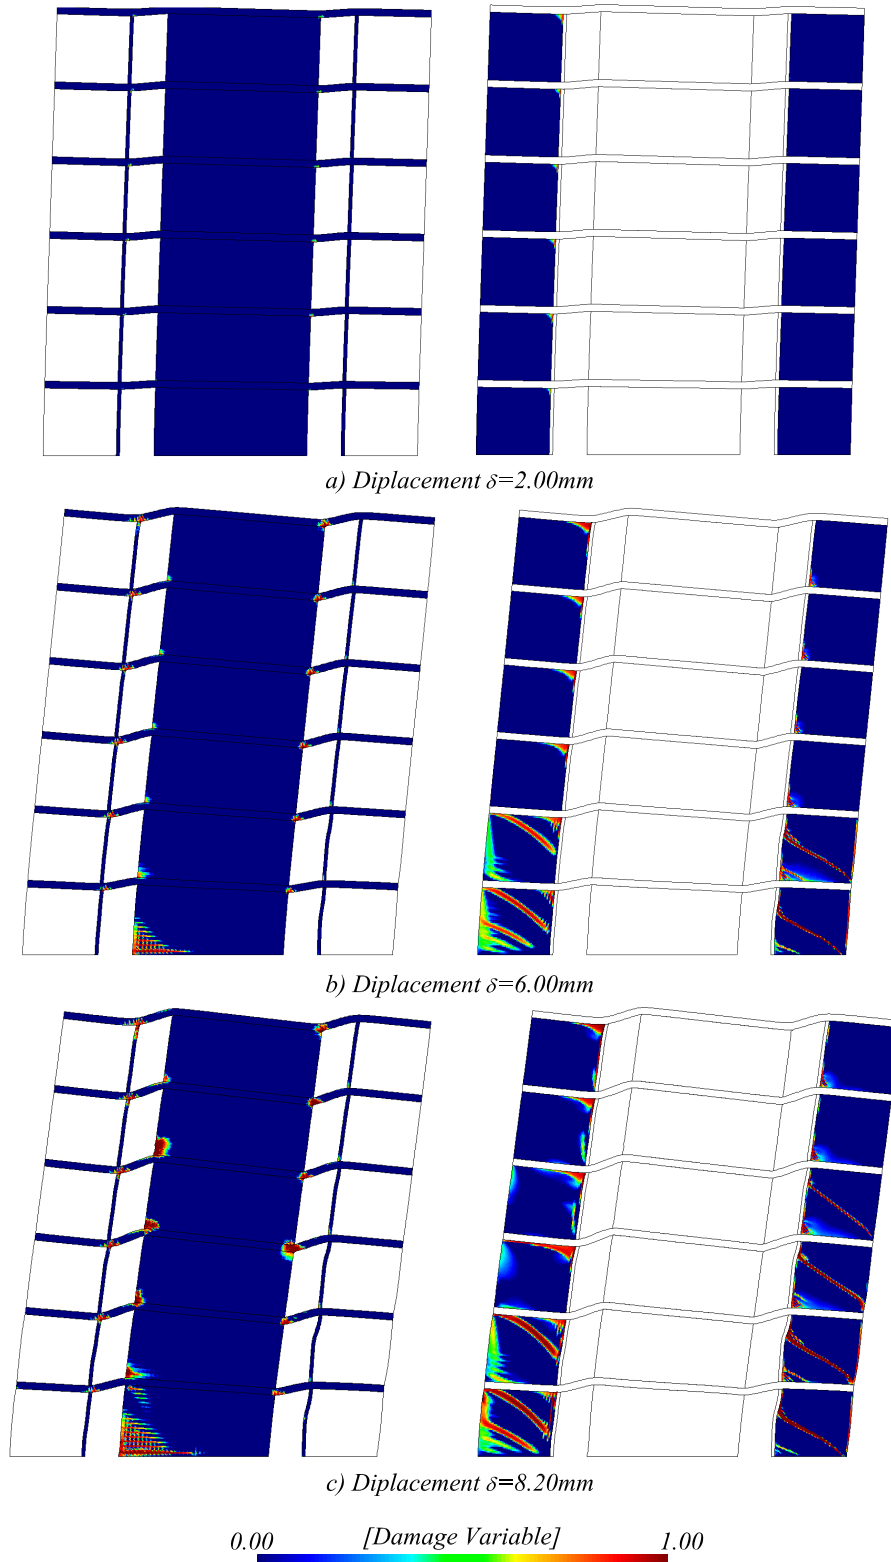 a) Diplacement δ=2.00mm
b) Diplacement δ=6.00mm
c) Diplacement δ=8.20mm
0.00 [Damage Variable] 1.00